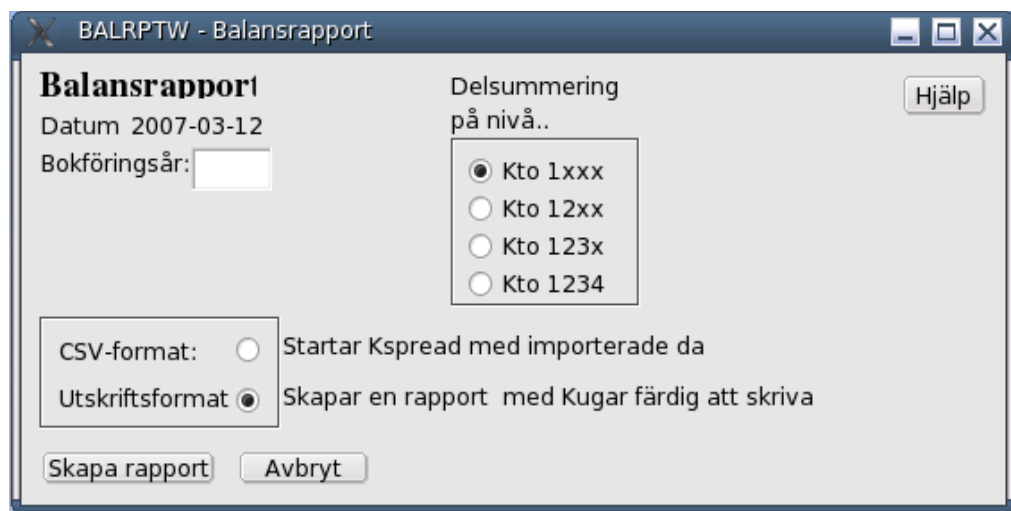 BALRPTW - Balansrapport
Balansrapport
Datum 2007-03-12
Bokföringsår:
Delsummering
på nivå..
Kto 1xxx
Kto 12xx
Kto 123x
Kto 1234
Hjälp
CSV-format:
Startar Kspread med importerade da
Utskriftsformat
Skapar en rapport med Kugar färdig att skriva
Skapa rapport
Avbryt